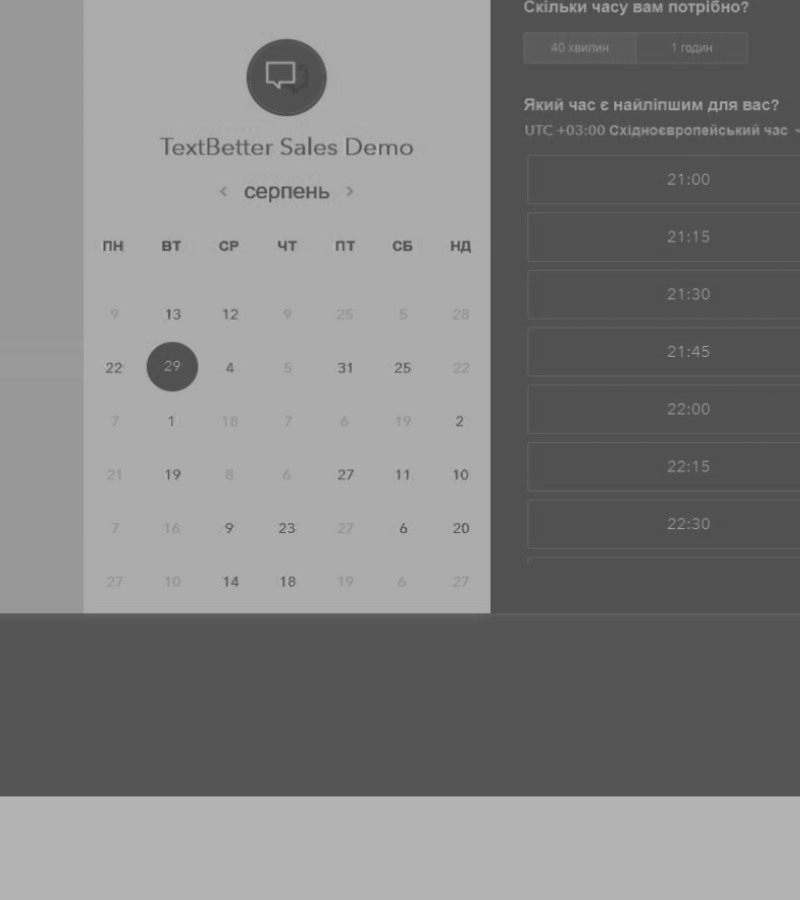 TextBetter Sales Demo
< серпень >
ПН ВТ СР ЧТ ПТ СБ НД
9 13 12 9 25 5 28
22 29 4 5 31 25 22
7 1 18 7 6 19 2
21 19 8 6 27 11 10
7 16 9 23 27 6 20
27 10 14 18 19 6 27
Скільки часу вам потрібно?
40 хвилин 1 годин
Який час є найліпшим для вас?
UTC +03:00 Східноєвропейський час
21:00
21:15
21:30
21:45
22:00
22:15
22:30